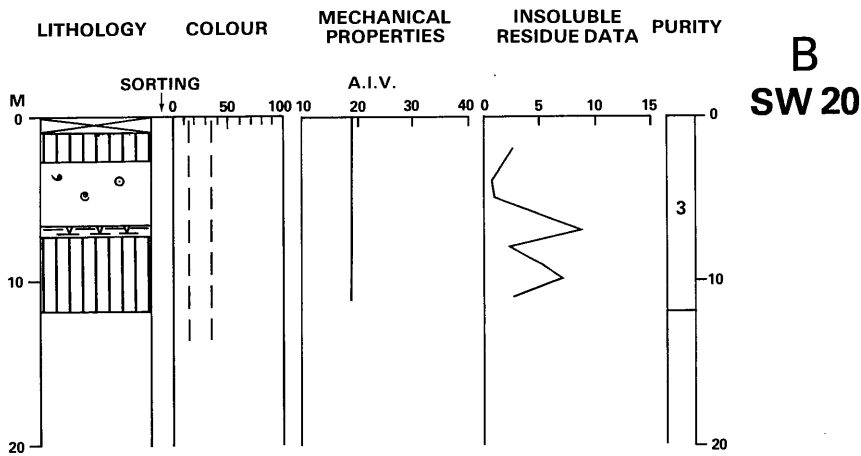 LITHOLOGY COLOUR MECHANICAL PROPERTIES INSOLUBLE RESIDUE DATA PURITY
B
SW 20
SORTING A.I.V.
M
0 50 100 10 20 30 40 0 5 10 15
0 0
3
10 10
20 20